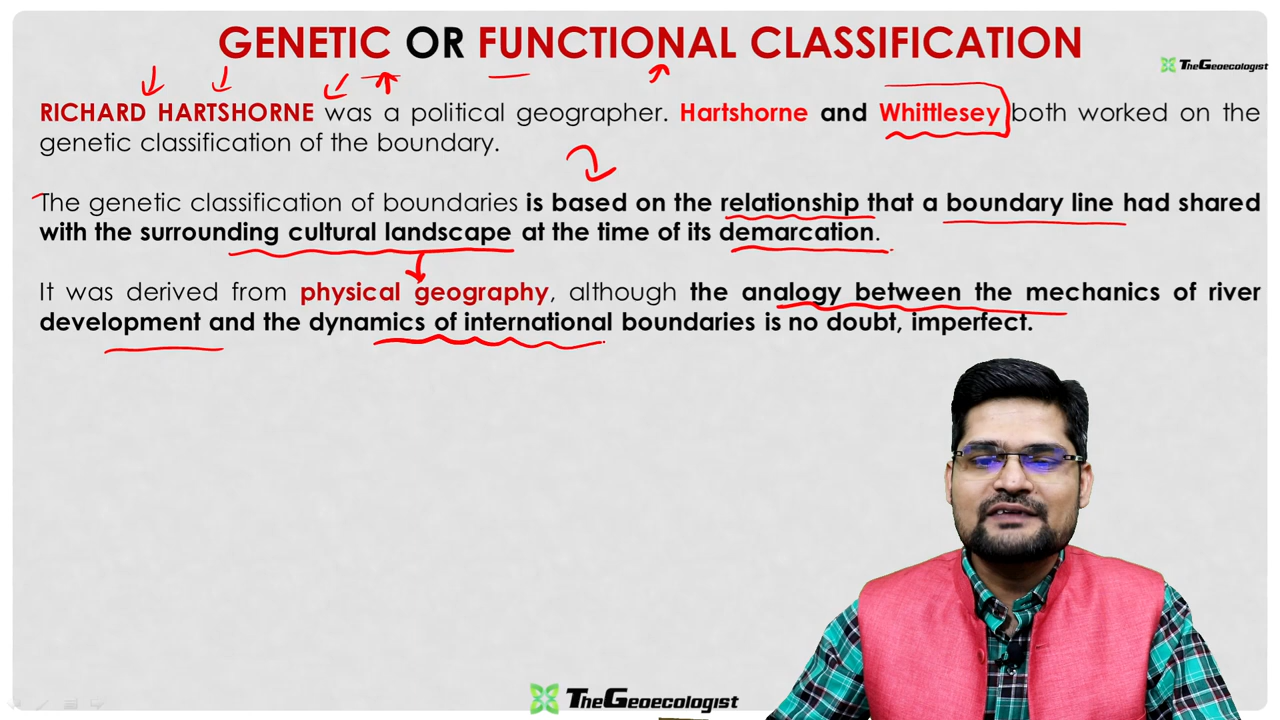 GENETIC OR FUNCTIONAL CLASSIFICATION
TheGeoecologist
RICHARD HARTSHORNE was a political geographer. Hartshorne and Whittlesey both worked on the
genetic classification of the boundary.
The genetic classification of boundaries is based on the relationship that a boundary line had shared
with the surrounding cultural landscape at the time of its demarcation.
It was derived from physical geography, although the analogy between the mechanics of river
development and the dynamics of international boundaries is no doubt, imperfect.
TheGeoecologist